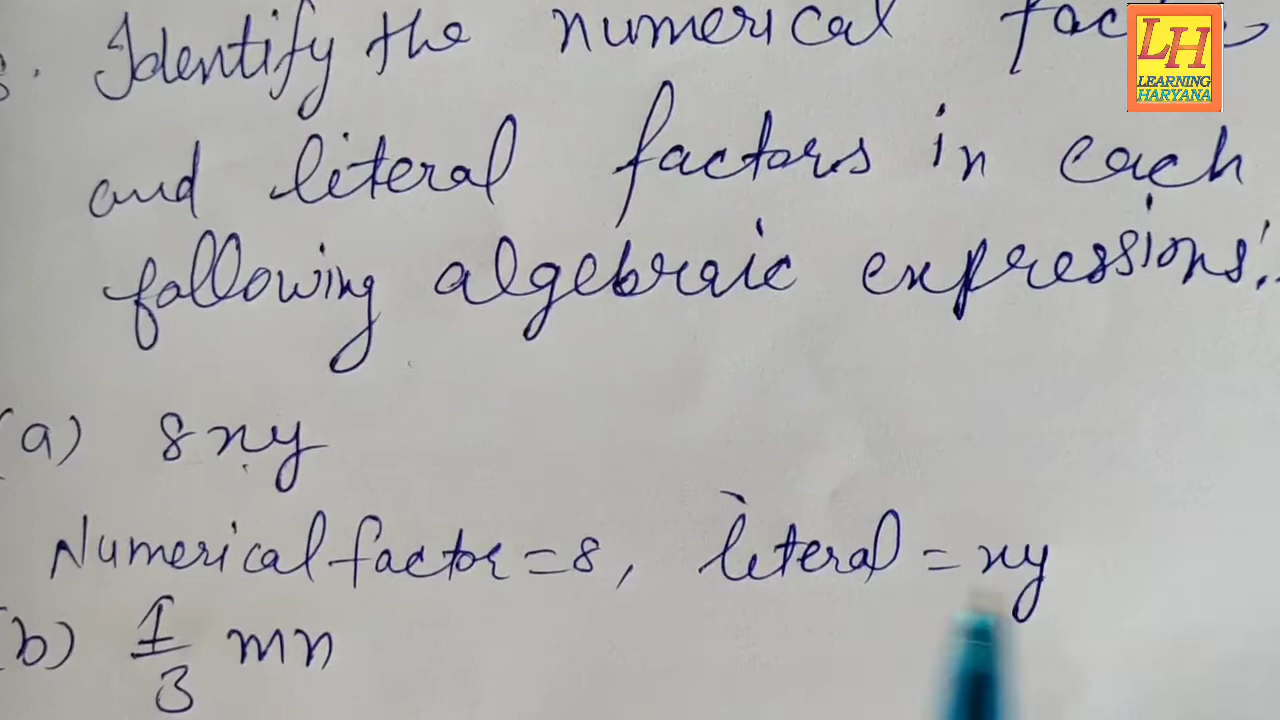 Identify the numerical
and literal factors in each
following algebraic expressions:
(a) 8xy
Numerical factor = 8, literal = xy
(b) 1/3 mn
LH
LEARNING
HARYANA